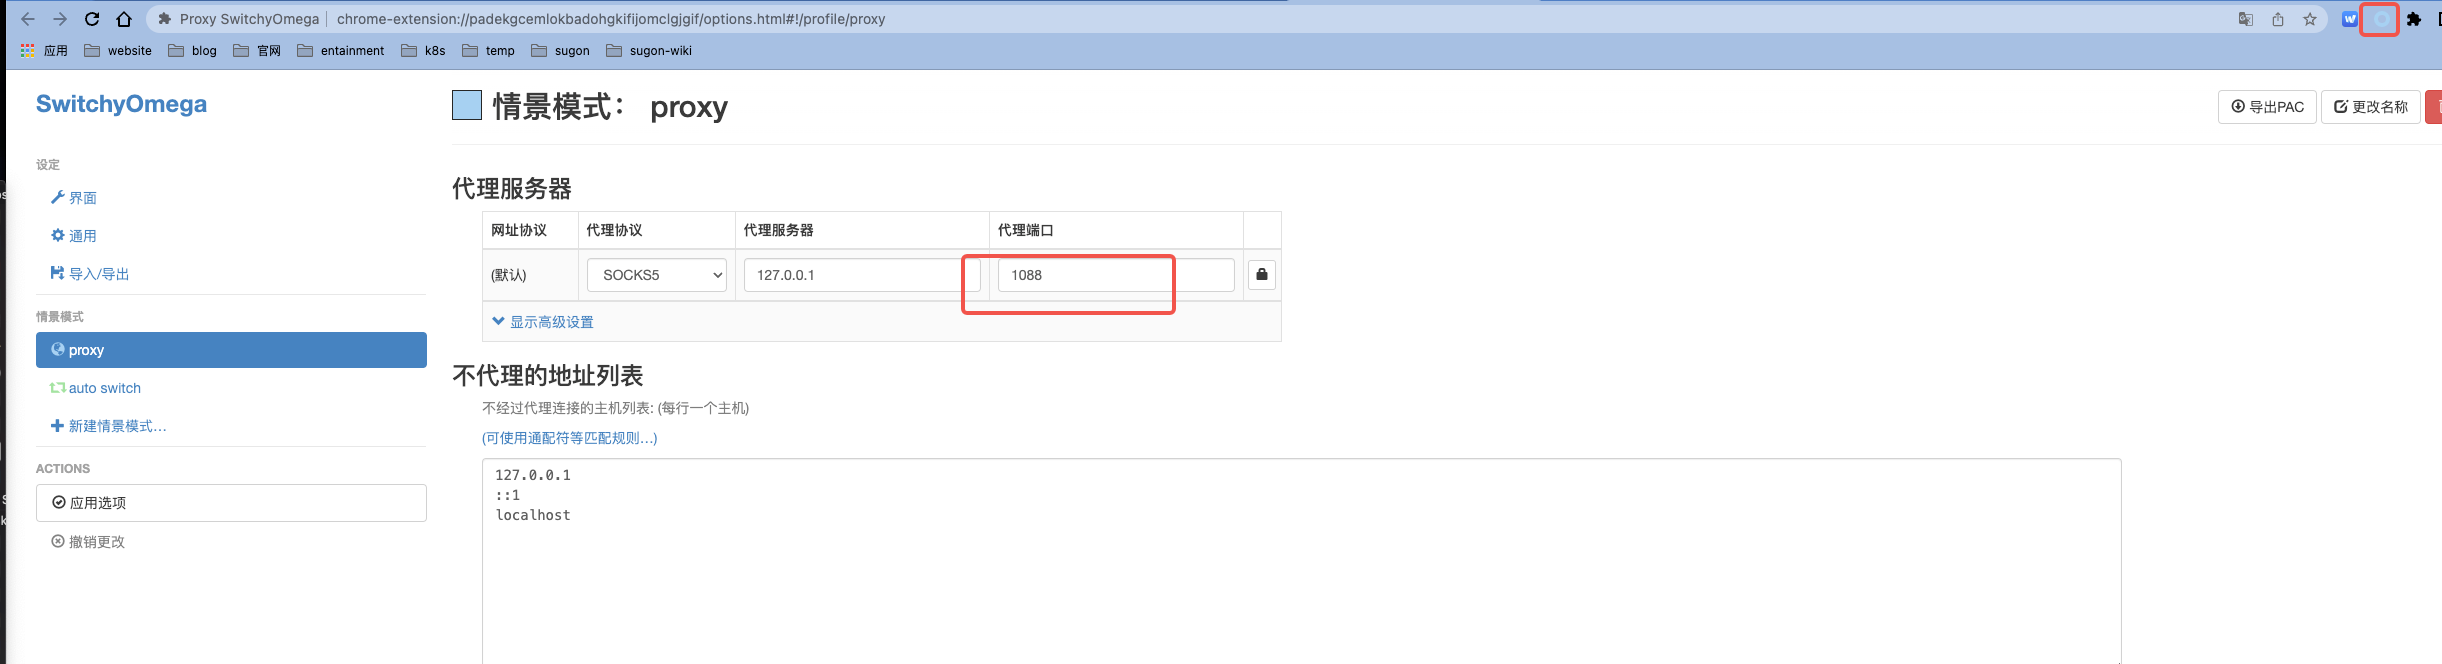 Proxy SwitchyOmega | chrome-extension://padekgcemlokbadohgkifijomclgjgif/options.html#!/profile/proxy
应用 website blog 官网 entainment k8s temp sugon sugon-wiki
SwitchyOmega
情景模式： proxy
导出PAC 更改名称
设定
界面
通用
导入/导出
情景模式
proxy
auto switch
新建情景模式…
ACTIONS
应用选项
撤销更改
代理服务器
网址协议 代理协议 代理服务器 代理端口
(默认) SOCKS5 127.0.0.1 1088
显示高级设置
不代理的地址列表
不经过代理连接的主机列表: (每行一个主机)
(可使用通配符等匹配规则…)
127.0.0.1
::1
localhost